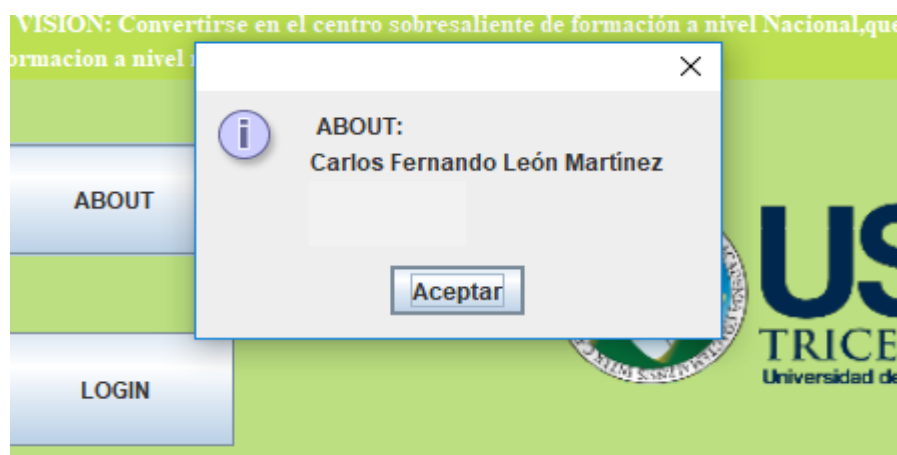 VISION: Convertirse en el centro sobresaliente de formación a nivel Nacional,que
ormacion a nivel
ABOUT:
Carlos Fernando León Martínez
Aceptar
ABOUT
LOGIN
US
TRICE
Universidad de